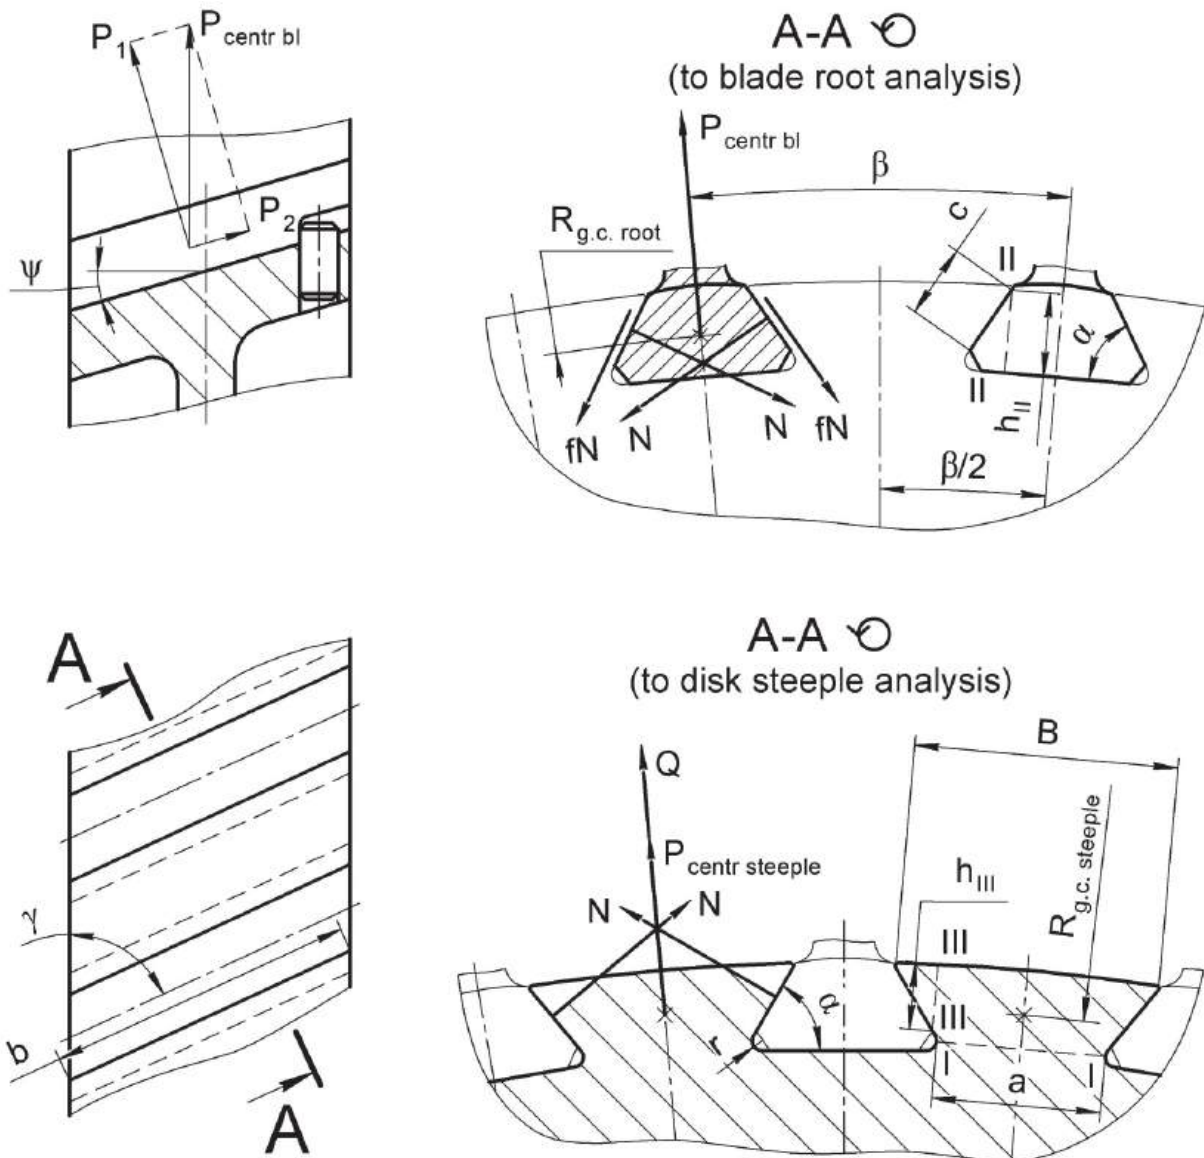 P₁
P centr bl
P₂
ψ
A-A
(to blade root analysis)
P centr bl
β
R g.c. root
c
II
α
II
h II
fN
N
N
fN
β/2
A
γ
b
A
A-A
(to disk steeple analysis)
B
Q
P centr steeple
h III
R g.c. steeple
N
N
III
α
III
r
I
a
I